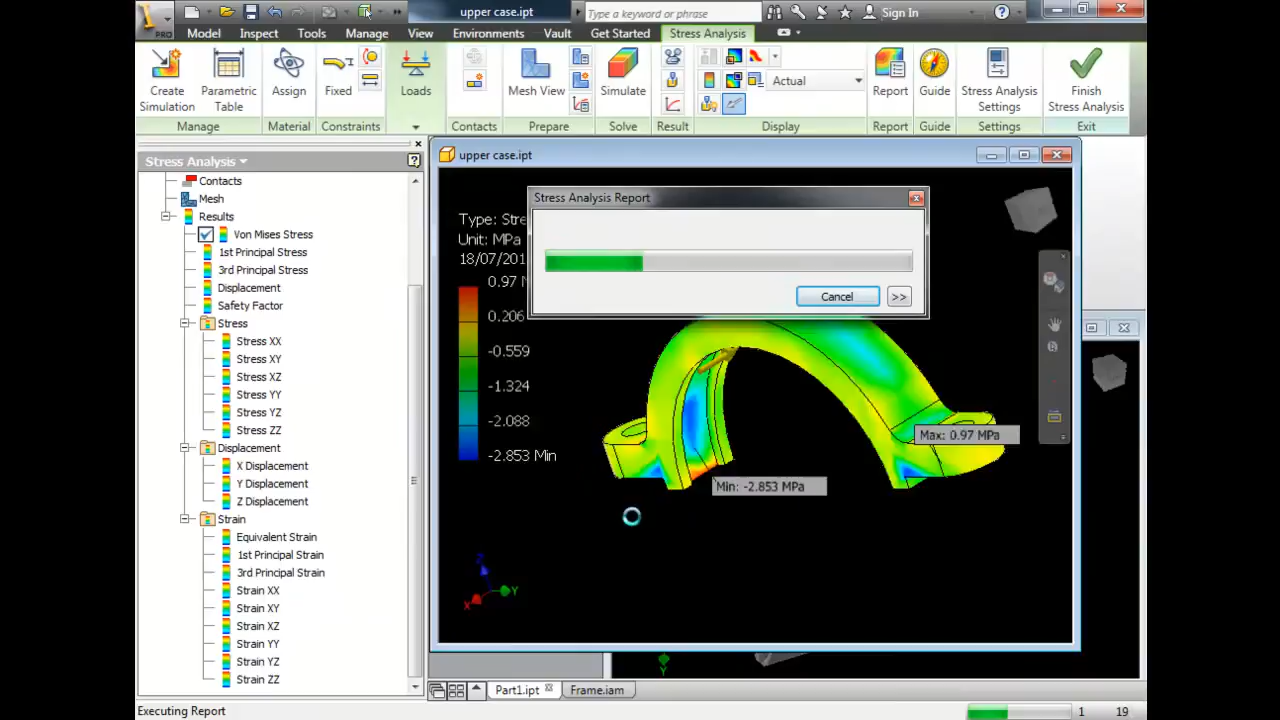 upper case.ipt
Type a keyword or phrase
Sign In
PRO
Model Inspect Tools Manage View Environments Vault Get Started Stress Analysis
Create Simulation
Parametric Table
Assign
Fixed
Loads
Mesh View
Simulate
Actual
Report
Guide
Stress Analysis Settings
Finish Stress Analysis
Manage Material Constraints Contacts Prepare Solve Result Display Report Guide Settings Exit
Stress Analysis
Contacts
Mesh
Results
Von Mises Stress
1st Principal Stress
3rd Principal Stress
Displacement
Safety Factor
Stress
Stress XX
Stress XY
Stress XZ
Stress YY
Stress YZ
Stress ZZ
Displacement
X Displacement
Y Displacement
Z Displacement
Strain
Equivalent Strain
1st Principal Strain
3rd Principal Strain
Strain XX
Strain XY
Strain XZ
Strain YY
Strain YZ
Strain ZZ
upper case.ipt
Type: Stre
Unit: MPa
18/07/201
0.97 M
0.206
-0.559
-1.324
-2.088
-2.853 Min
Stress Analysis Report
Cancel >>
Max: 0.97 MPa
Min: -2.853 MPa
Z
Y
X
Y
Part1.ipt Frame.iam
Executing Report
1 19